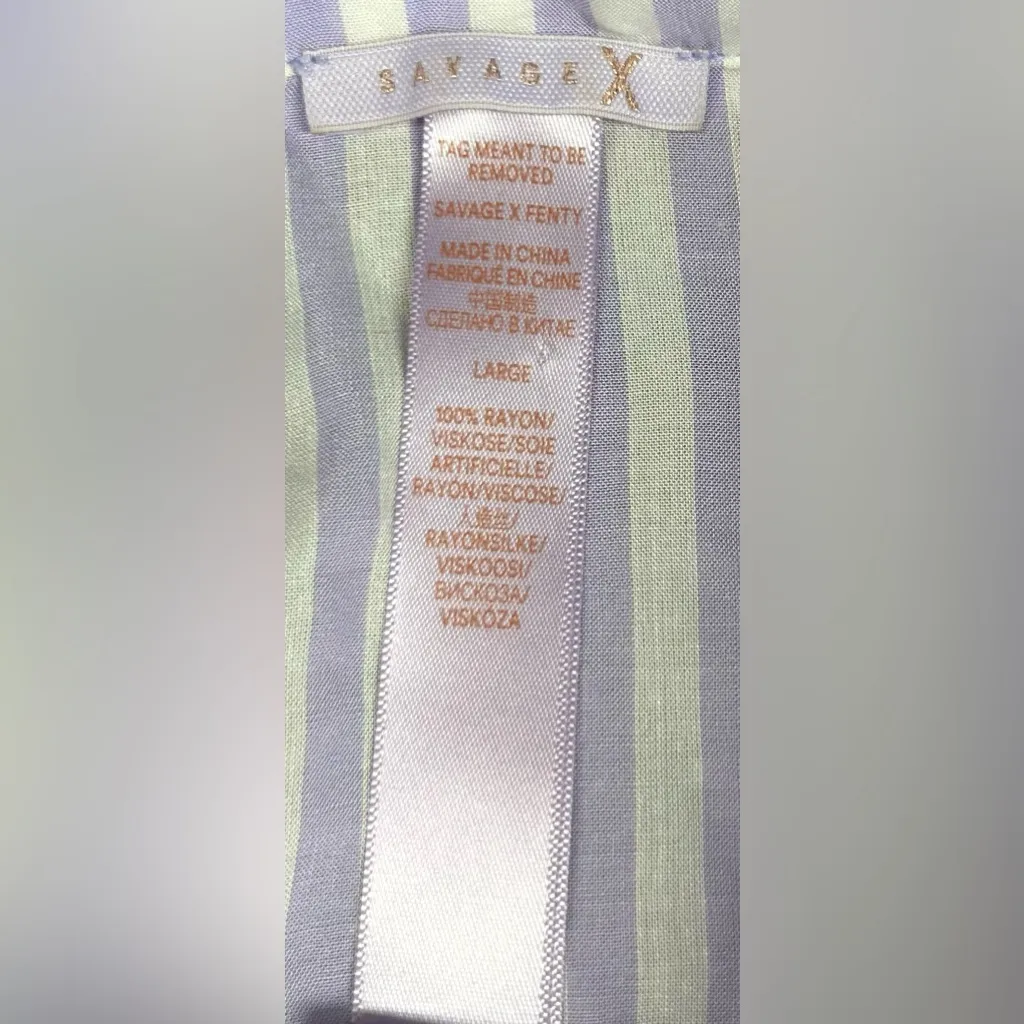 SAVAGE X
TAG MEANT TO BE
REMOVED
SAVAGE X FENTY
MADE IN CHINA
FABRIQUÉ EN CHINE
中国制造
СДЕЛАНО В КИТАЕ
LARGE
100% RAYON/
VISKOSE/SOIE
ARTIFICIELLE/
RAYON/VISCOSE/
人造丝/
RAYONSILKE/
VISKOOSI/
ВИСКОЗА/
VISKOZA